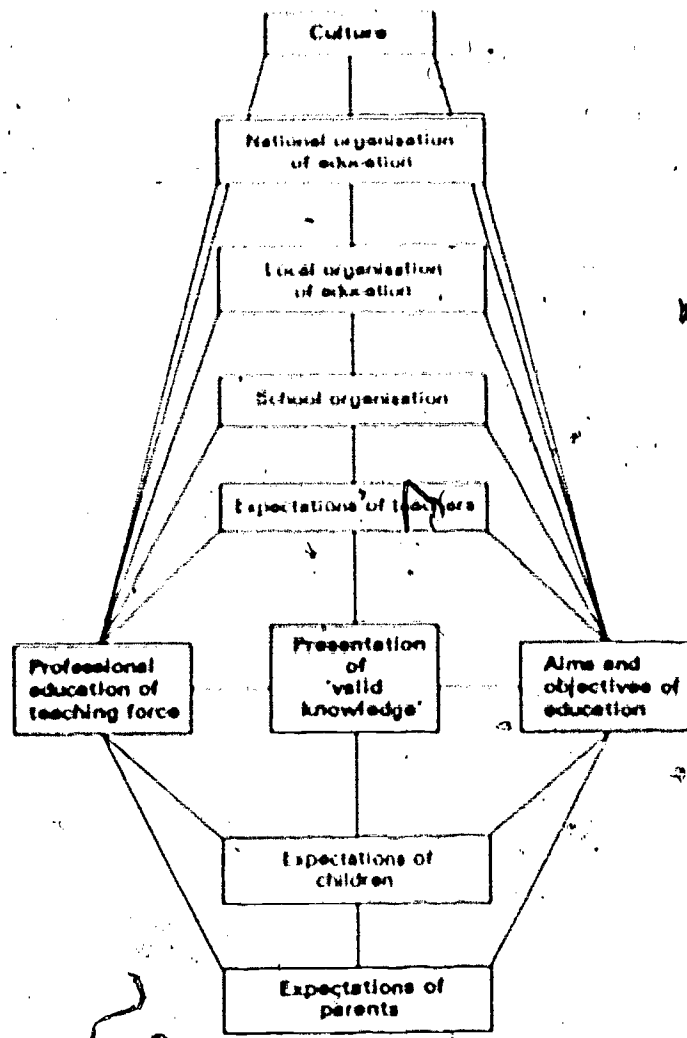 Culture
National organisation
of education
Local organisation
of education
School organisation
Expectations of teachers
Professional
education of
teaching force
Presentation
of
'valid
knowledge'
Aims and
objectives of
education
Expectations of
children
Expectations of
parents